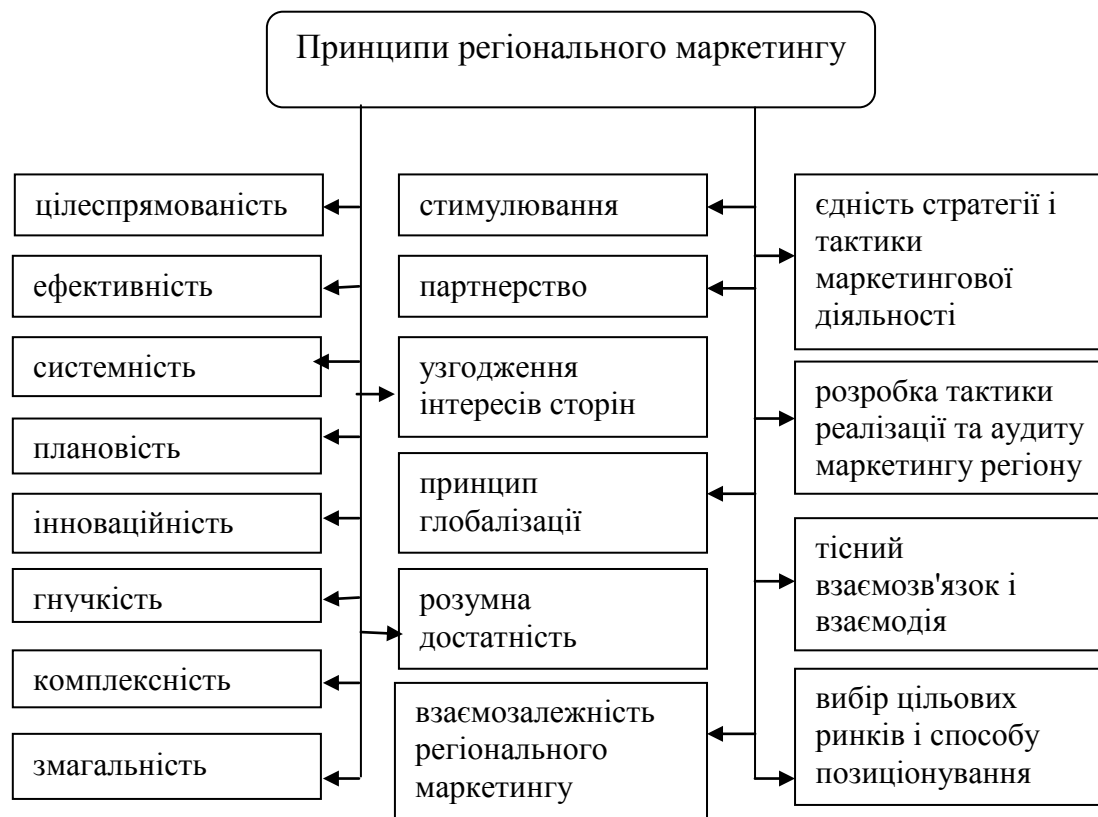 Принципи регіонального маркетингу
цілеспрямованість
ефективність
системність
плановість
інноваційність
гнучкість
комплексність
змагальність
стимулювання
партнерство
узгодження
інтересів сторін
принцип
глобалізації
розумна
достатність
взаємозалежність
регіонального
маркетингу
єдність стратегії і
тактики
маркетингової
діяльності
розробка тактики
реалізації та аудиту
маркетингу регіону
тісний
взаємозв'язок і
взаємодія
вибір цільових
ринків і способу
позиціонування